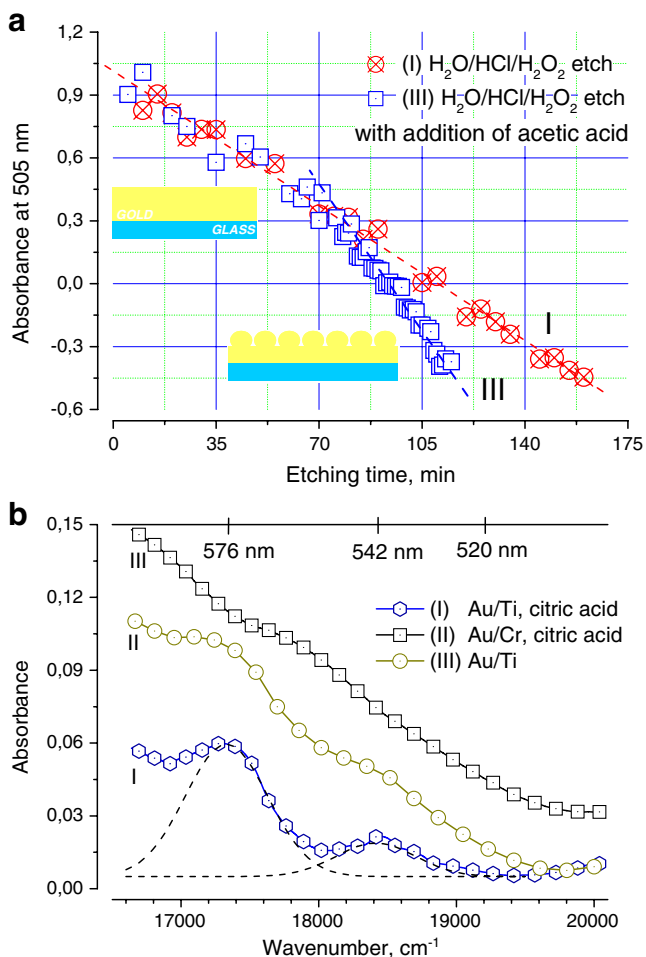 a
1,2
0,9
0,6
0,3
0,0
-0,3
-0,6
Absorbance at 505 nm
(I) H₂O/HCl/H₂O₂ etch
(III) H₂O/HCl/H₂O₂ etch
with addition of acetic acid
GOLD
GLASS
I
III
0 35 70 105 140 175
Etching time, min
b
0,15
0,12
0,09
0,06
0,03
0,00
Absorbance
576 nm 542 nm 520 nm
III
II
I
(I) Au/Ti, citric acid
(II) Au/Cr, citric acid
(III) Au/Ti
17000 18000 19000 20000
Wavenumber, cm⁻¹